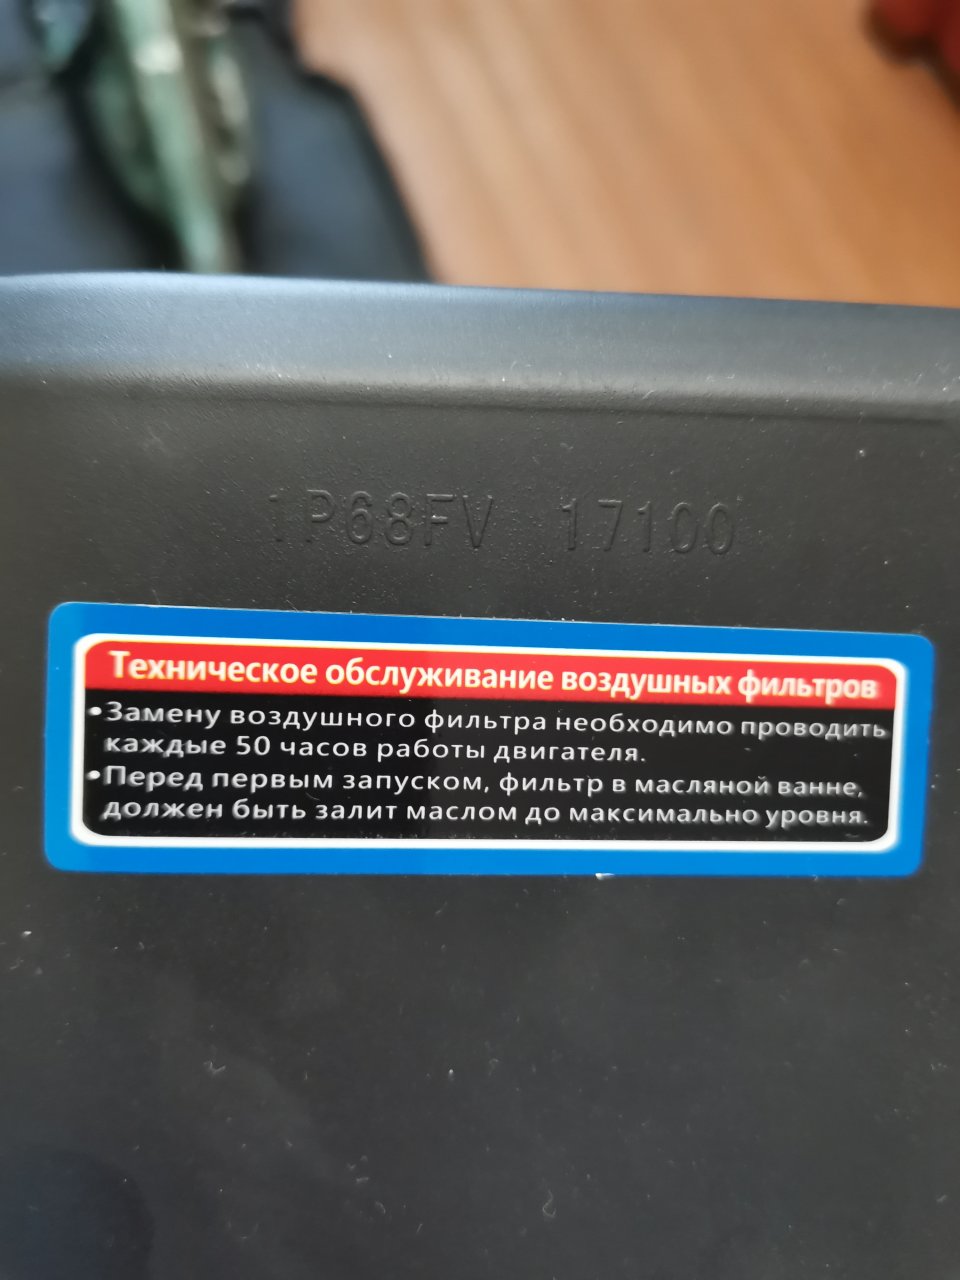 1P68FV 17100
Техническое обслуживание воздушных фильтров
•Замену воздушного фильтра необходимо проводить
каждые 50 часов работы двигателя.
•Перед первым запуском, фильтр в масляной ванне,
должен быть залит маслом до максимально уровня.